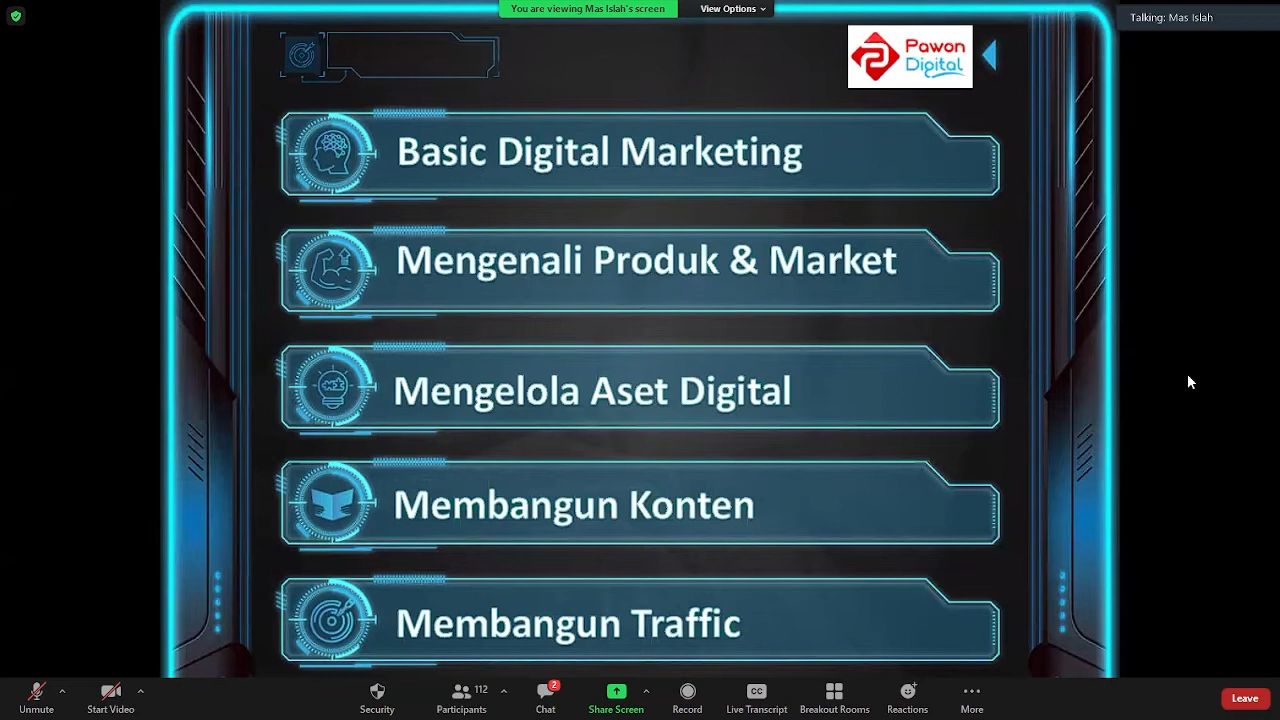 You are viewing Mas Islah's screen
View Options
Talking: Mas Islah
Pawon
Digital
Basic Digital Marketing
Mengenali Produk & Market
Mengelola Aset Digital
Membangun Konten
Membangun Traffic
Unmute
Start Video
Security
Participants
112
Chat
2
Share Screen
Record
CC
Live Transcript
Breakout Rooms
Reactions
More
Leave